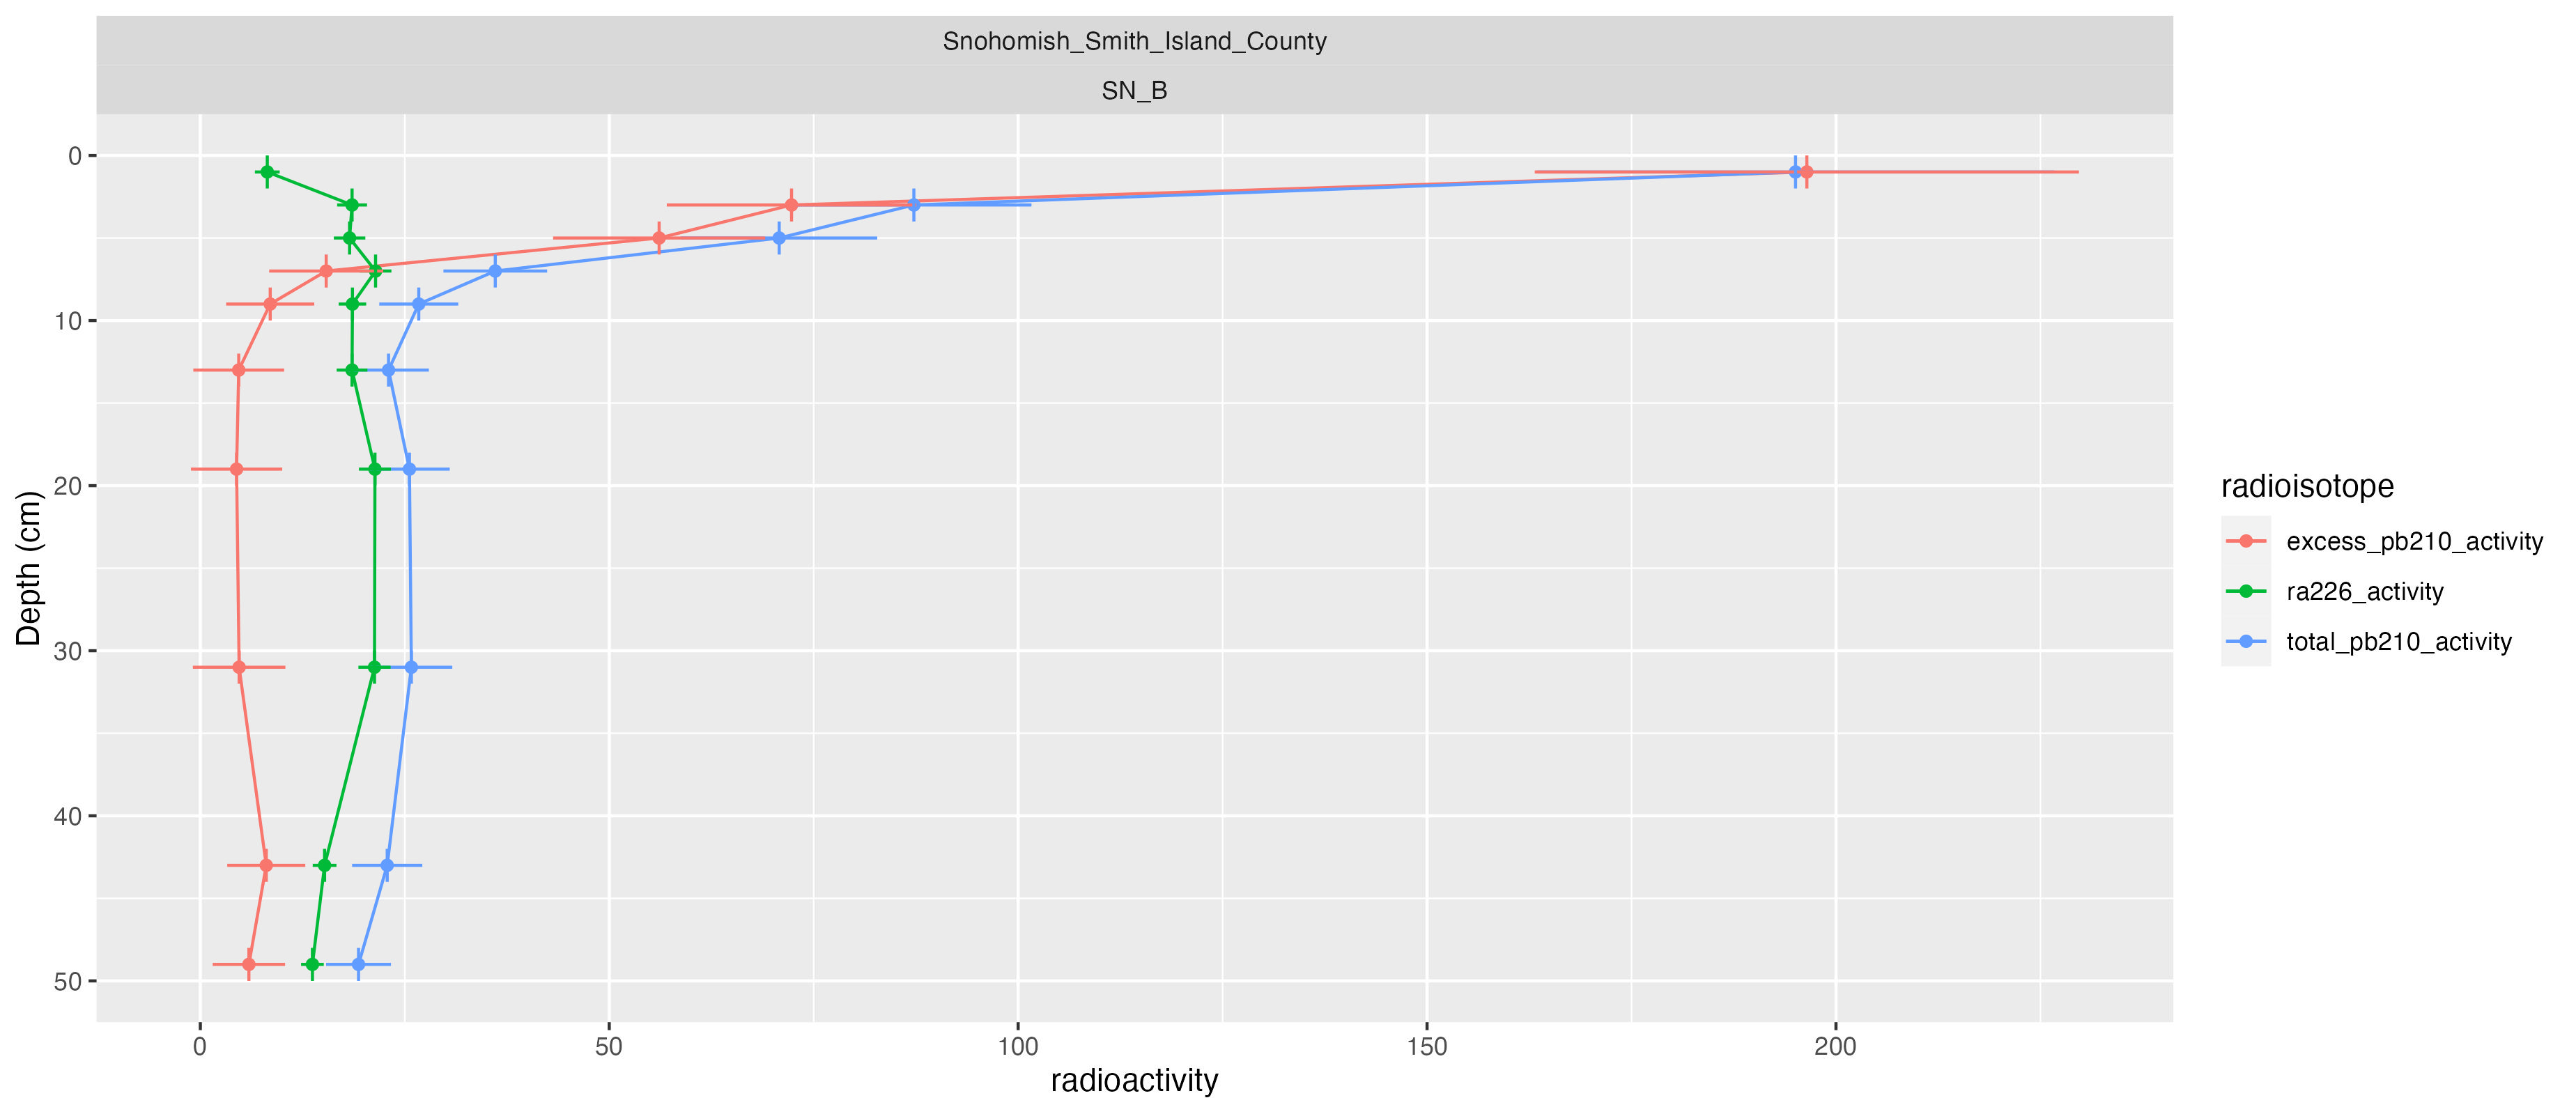 Snohomish_Smith_Island_County
SN_B
0
10
20
30
40
50
Depth (cm)
0 50 100 150 200
radioactivity
radioisotope
excess_pb210_activity
ra226_activity
total_pb210_activity